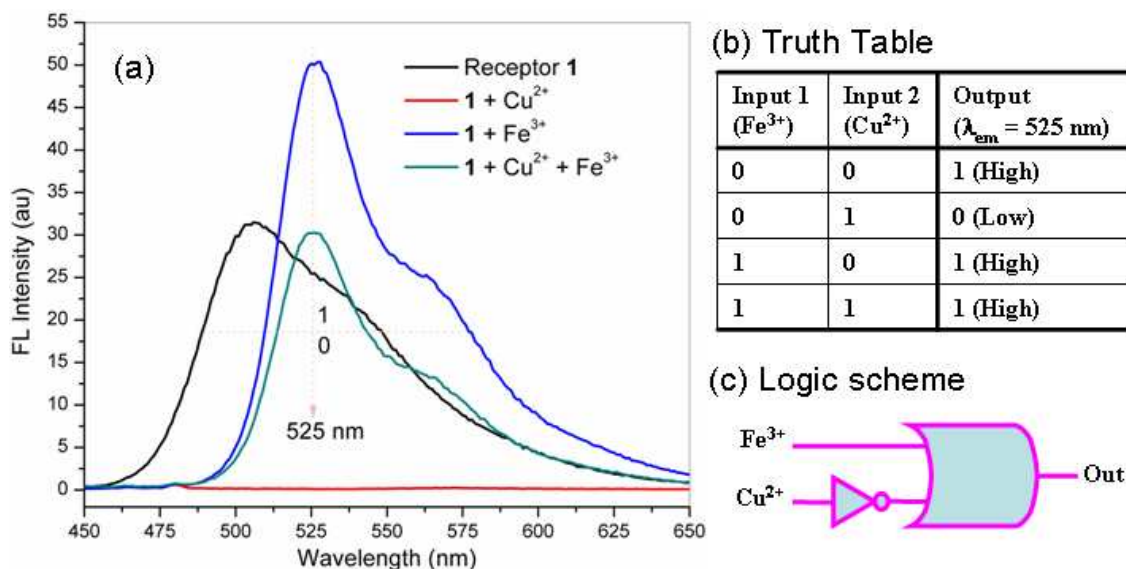 (a)
Receptor 1
1 + Cu²⁺
1 + Fe³⁺
1 + Cu²⁺ + Fe³⁺
55
50
45
40
35
30
25
20
15
10
5
0
FL Intensity (au)
1
0
525 nm
450 475 500 525 550 575 600 625 650
Wavelength (nm)
(b) Truth Table
Input 1 (Fe³⁺) Input 2 (Cu²⁺) Output (λem = 525 nm)
0 0 1 (High)
0 1 0 (Low)
1 0 1 (High)
1 1 1 (High)
(c) Logic scheme
Fe³⁺
Cu²⁺
Out